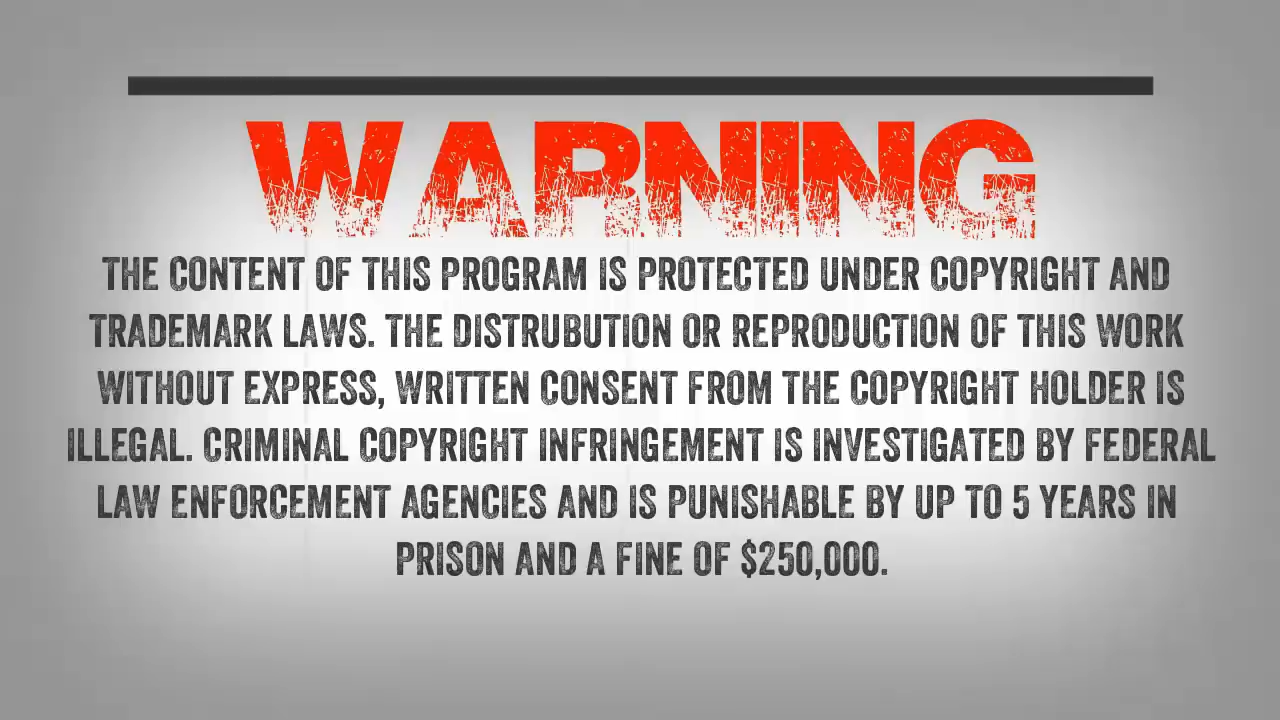 WARNING
THE CONTENT OF THIS PROGRAM IS PROTECTED UNDER COPYRIGHT AND
TRADEMARK LAWS. THE DISTRUBUTION OR REPRODUCTION OF THIS WORK
WITHOUT EXPRESS, WRITTEN CONSENT FROM THE COPYRIGHT HOLDER IS
ILLEGAL. CRIMINAL COPYRIGHT INFRINGEMENT IS INVESTIGATED BY FEDERAL
LAW ENFORCEMENT AGENCIES AND IS PUNISHABLE BY UP TO 5 YEARS IN
PRISON AND A FINE OF $250,000.